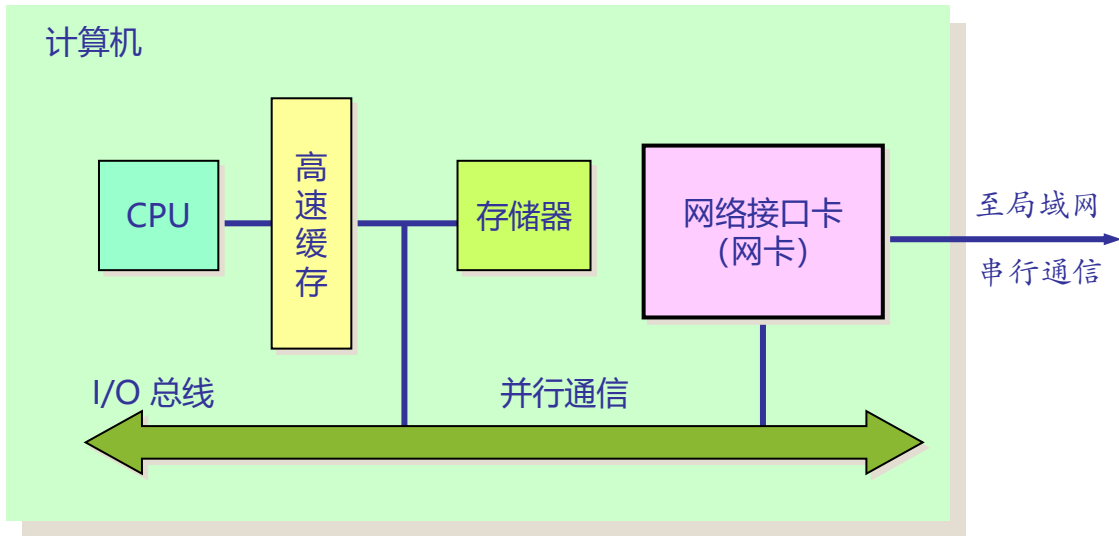 计算机
CPU
高
速
缓
存
存储器
网络接口卡
(网卡)
至局域网
串行通信
I/O 总线
并行通信